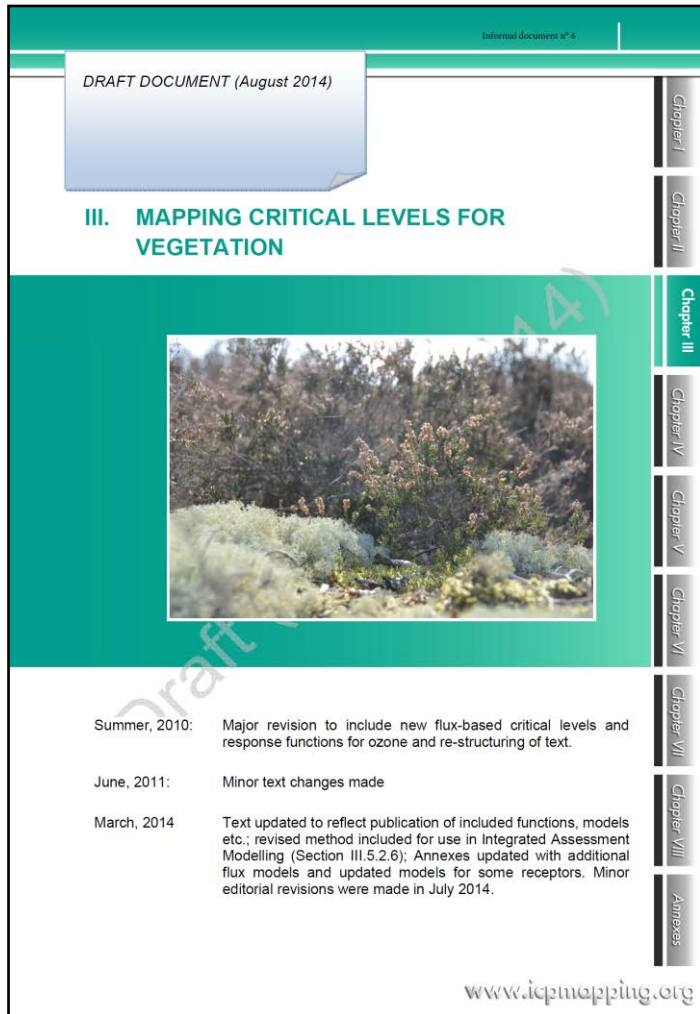 Informal document n° 6
DRAFT DOCUMENT (August 2014)
III. MAPPING CRITICAL LEVELS FOR
VEGETATION
Chapter I
Chapter II
Chapter III
Chapter IV
Chapter V
Chapter VI
Chapter VII
Chapter VIII
Annexes
Draft
14)
Summer, 2010: Major revision to include new flux-based critical levels and
response functions for ozone and re-structuring of text.
June, 2011: Minor text changes made
March, 2014 Text updated to reflect publication of included functions, models
etc.; revised method included for use in Integrated Assessment
Modelling (Section III.5.2.6); Annexes updated with additional
flux models and updated models for some receptors. Minor
editorial revisions were made in July 2014.
www.icpmapping.org